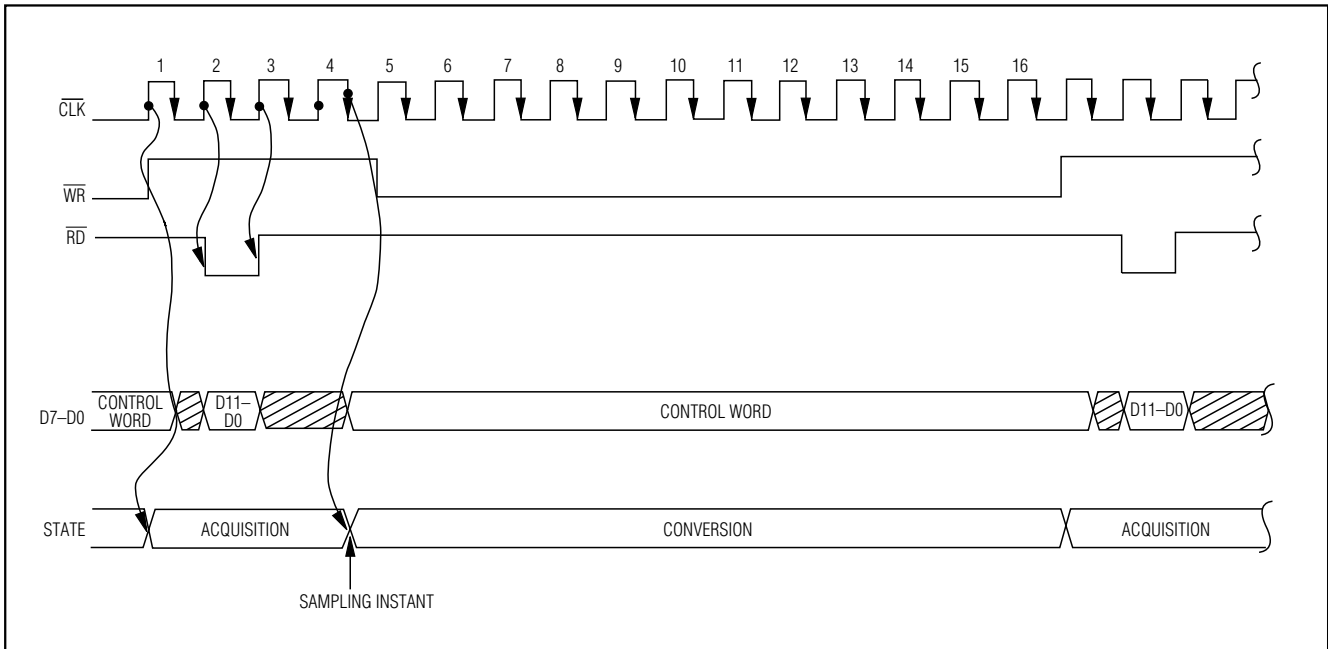 1 2 3 4 5 6 7 8 9 10 11 12 13 14 15 16
CLK
WR
RD
D7–D0
CONTROL
WORD
D11–
D0
CONTROL WORD
D11–D0
STATE
ACQUISITION
CONVERSION
ACQUISITION
SAMPLING INSTANT